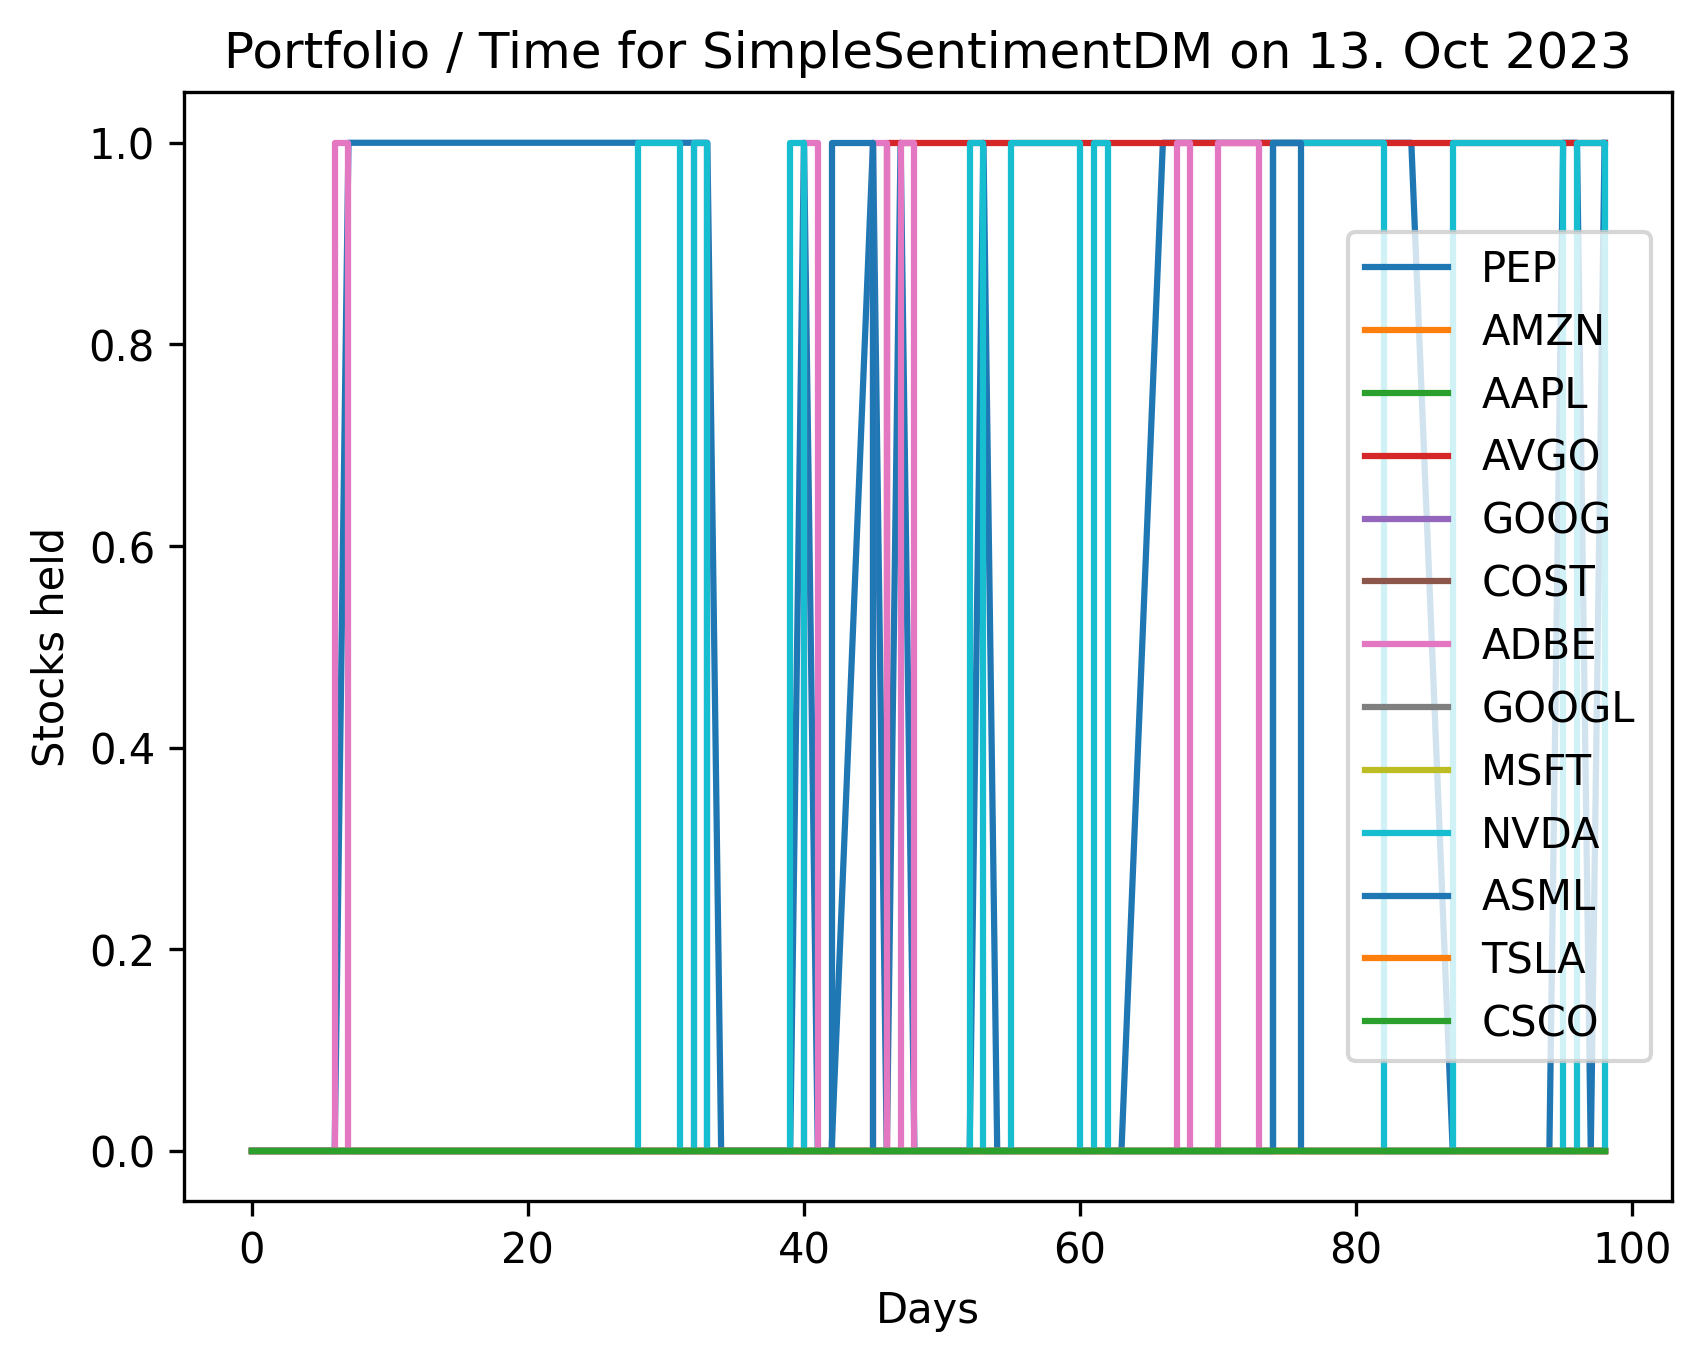 Portfolio / Time for SimpleSentimentDM on 13. Oct 2023
1.0
0.8
0.6
0.4
0.2
0.0
Stocks held
PEP
AMZN
AAPL
AVGO
GOOG
COST
ADBE
GOOGL
MSFT
NVDA
ASML
TSLA
CSCO
0 20 40 60 80 100
Days